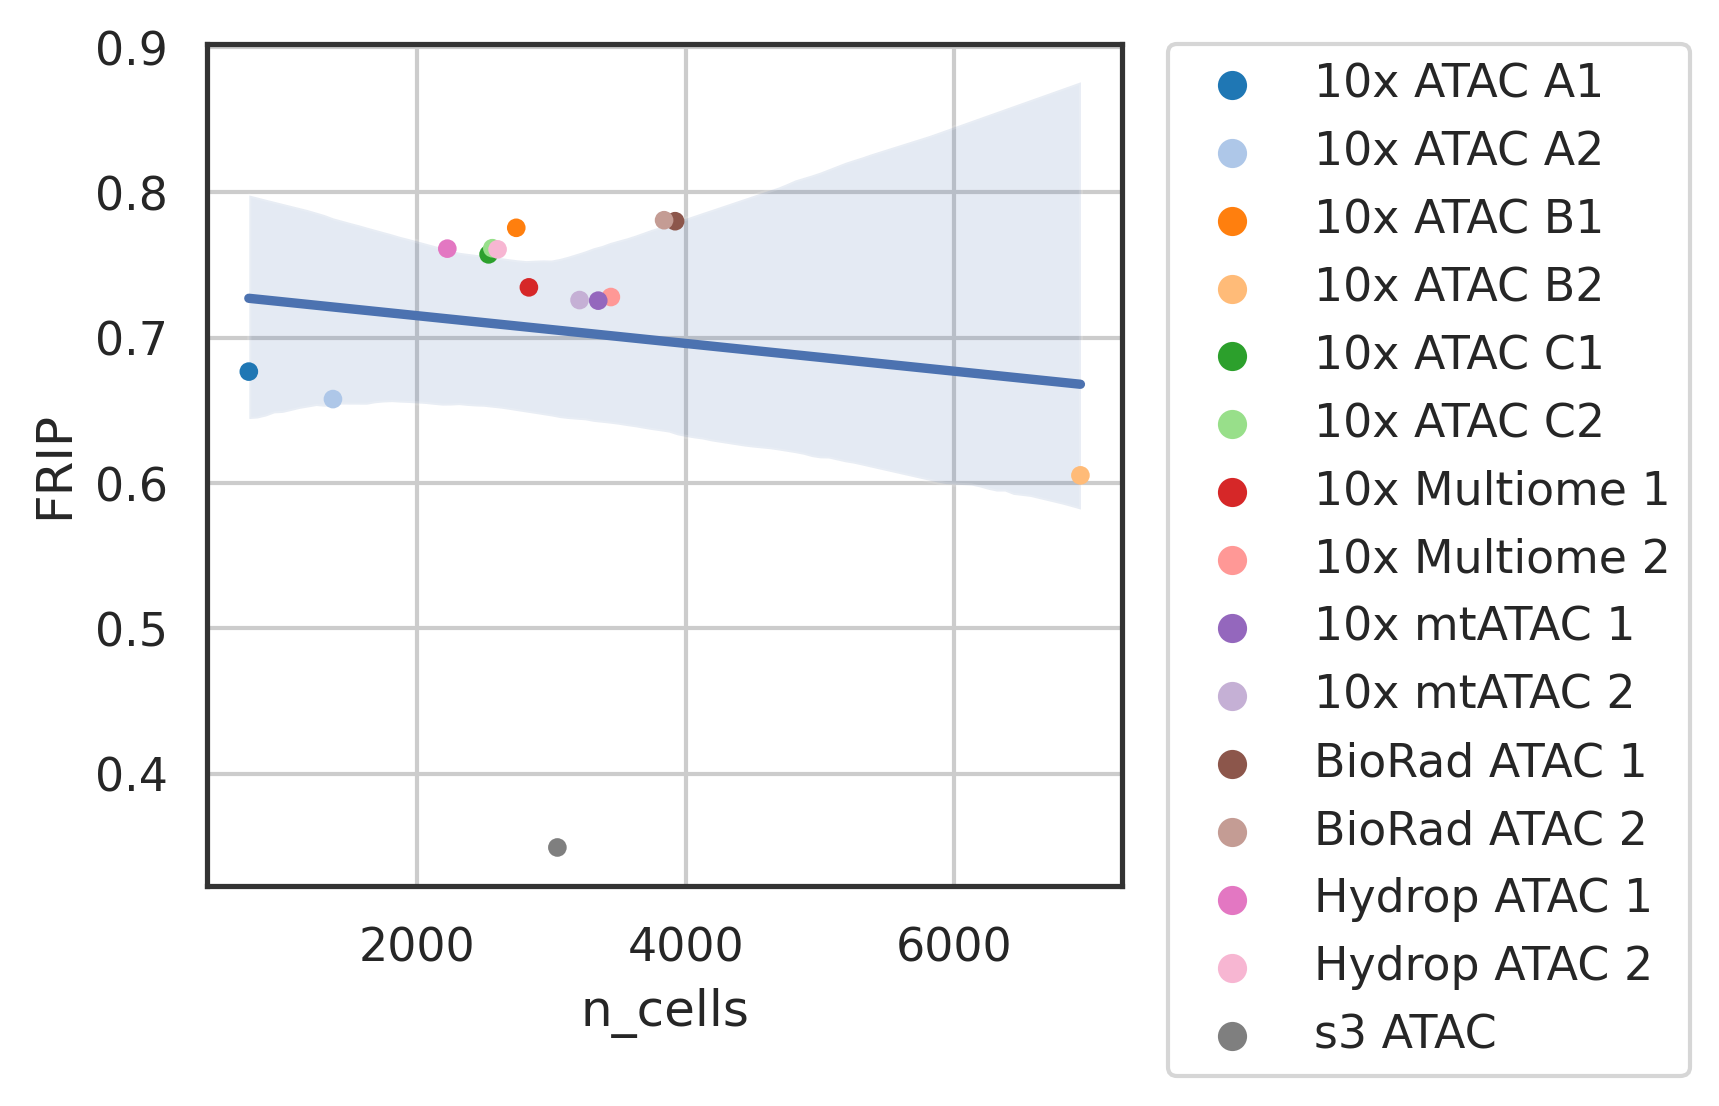 0.9
0.8
0.7
0.6
0.5
0.4
FRIP
2000 4000 6000
n_cells
10x ATAC A1
10x ATAC A2
10x ATAC B1
10x ATAC B2
10x ATAC C1
10x ATAC C2
10x Multiome 1
10x Multiome 2
10x mtATAC 1
10x mtATAC 2
BioRad ATAC 1
BioRad ATAC 2
Hydrop ATAC 1
Hydrop ATAC 2
s3 ATAC